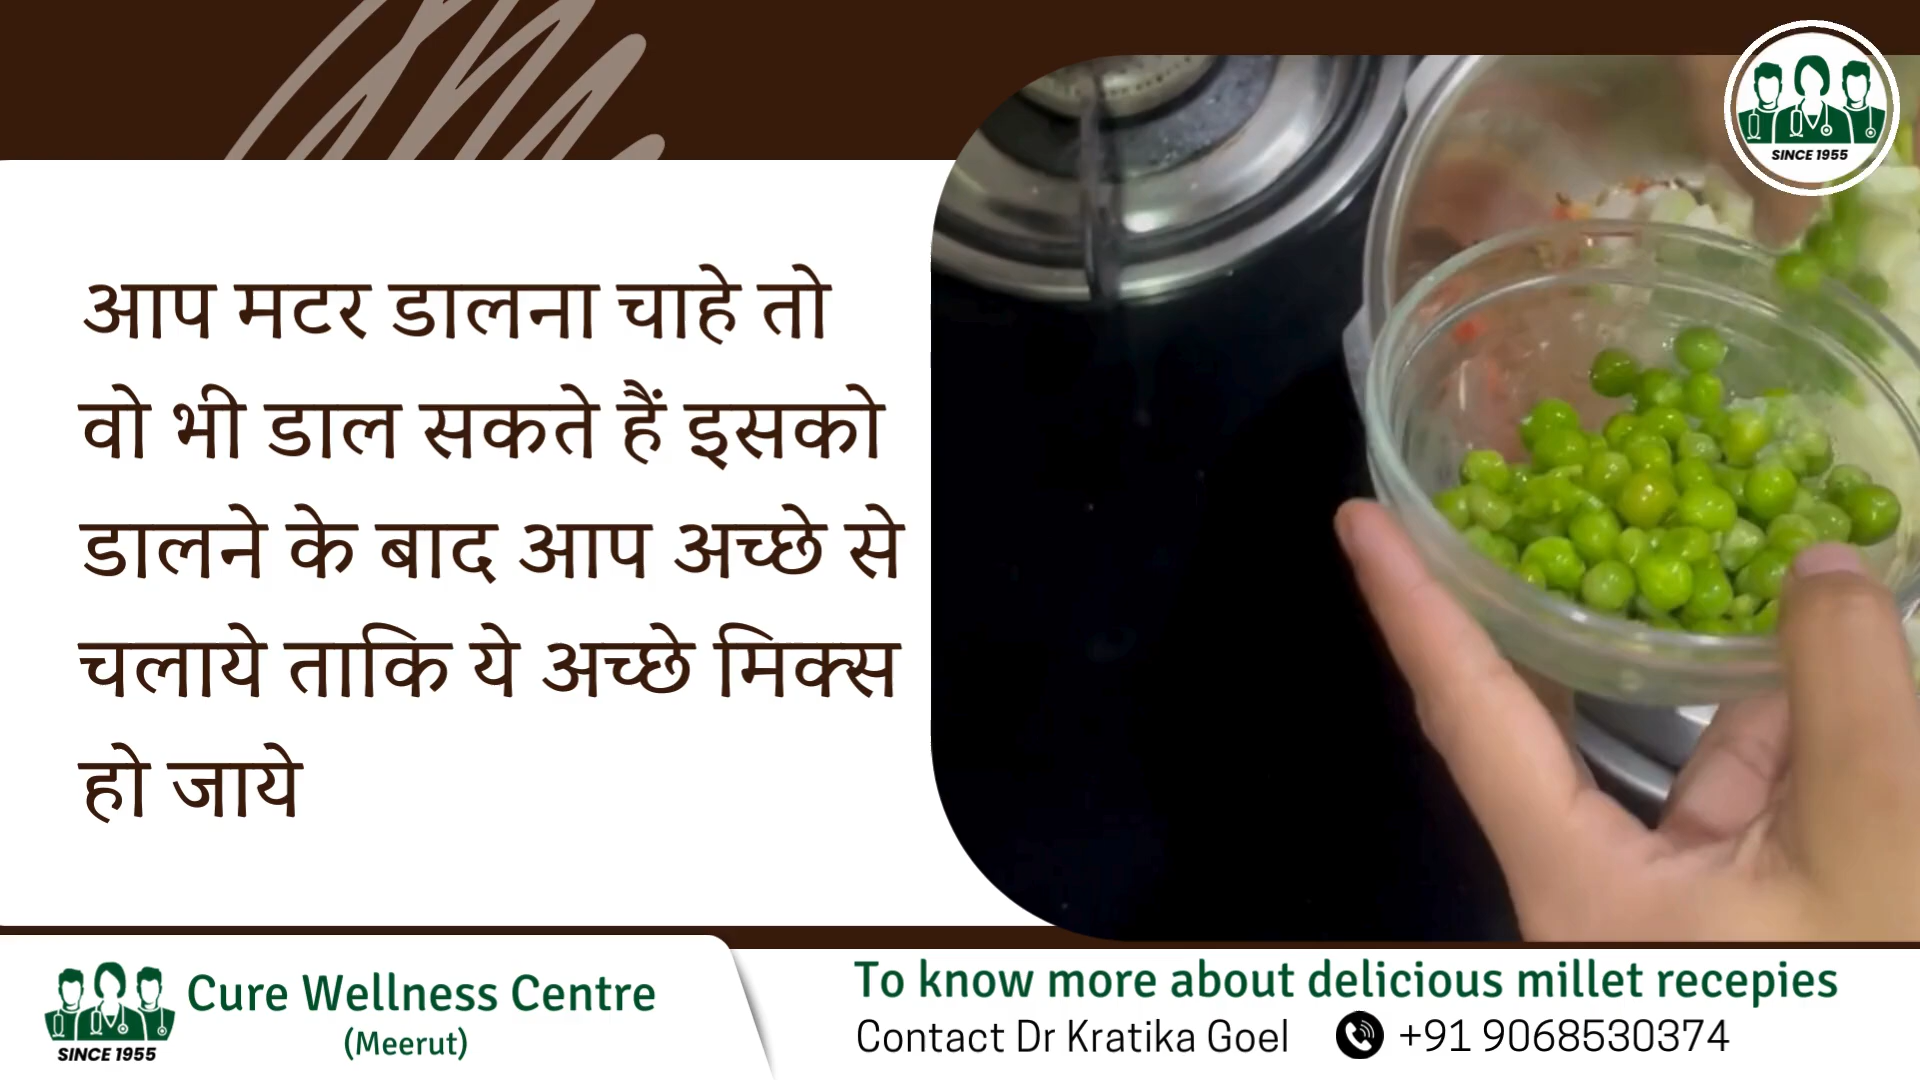 SINCE 1955
आप मटर डालना चाहे तो
वो भी डाल सकते हैं इसको
डालने के बाद आप अच्छे से
चलाये ताकि ये अच्छे मिक्स
हो जाये
Cure Wellness Centre
(Meerut)
SINCE 1955
To know more about delicious millet recepies
Contact Dr Kratika Goel +91 9068530374